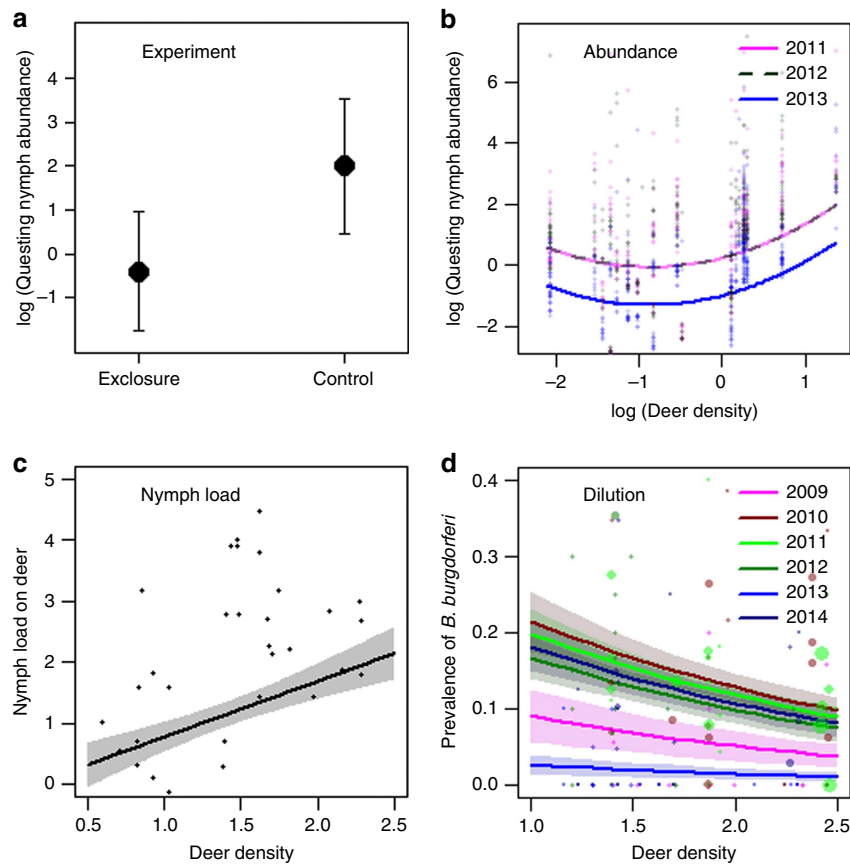 a
Experiment
log (Questing nymph abundance)
4
3
2
1
0
−1
Exclosure
Control
b
Abundance
2011
2012
2013
log (Questing nymph abundance)
6
4
2
0
−2
−2
−1
0
1
log (Deer density)
c
Nymph load
Nymph load on deer
5
4
3
2
1
0
0.5
1.0
1.5
2.0
2.5
Deer density
d
Dilution
2009
2010
2011
2012
2013
2014
Prevalence of B. burgdorferi
0.4
0.3
0.2
0.1
0.0
1.0
1.5
2.0
2.5
Deer density